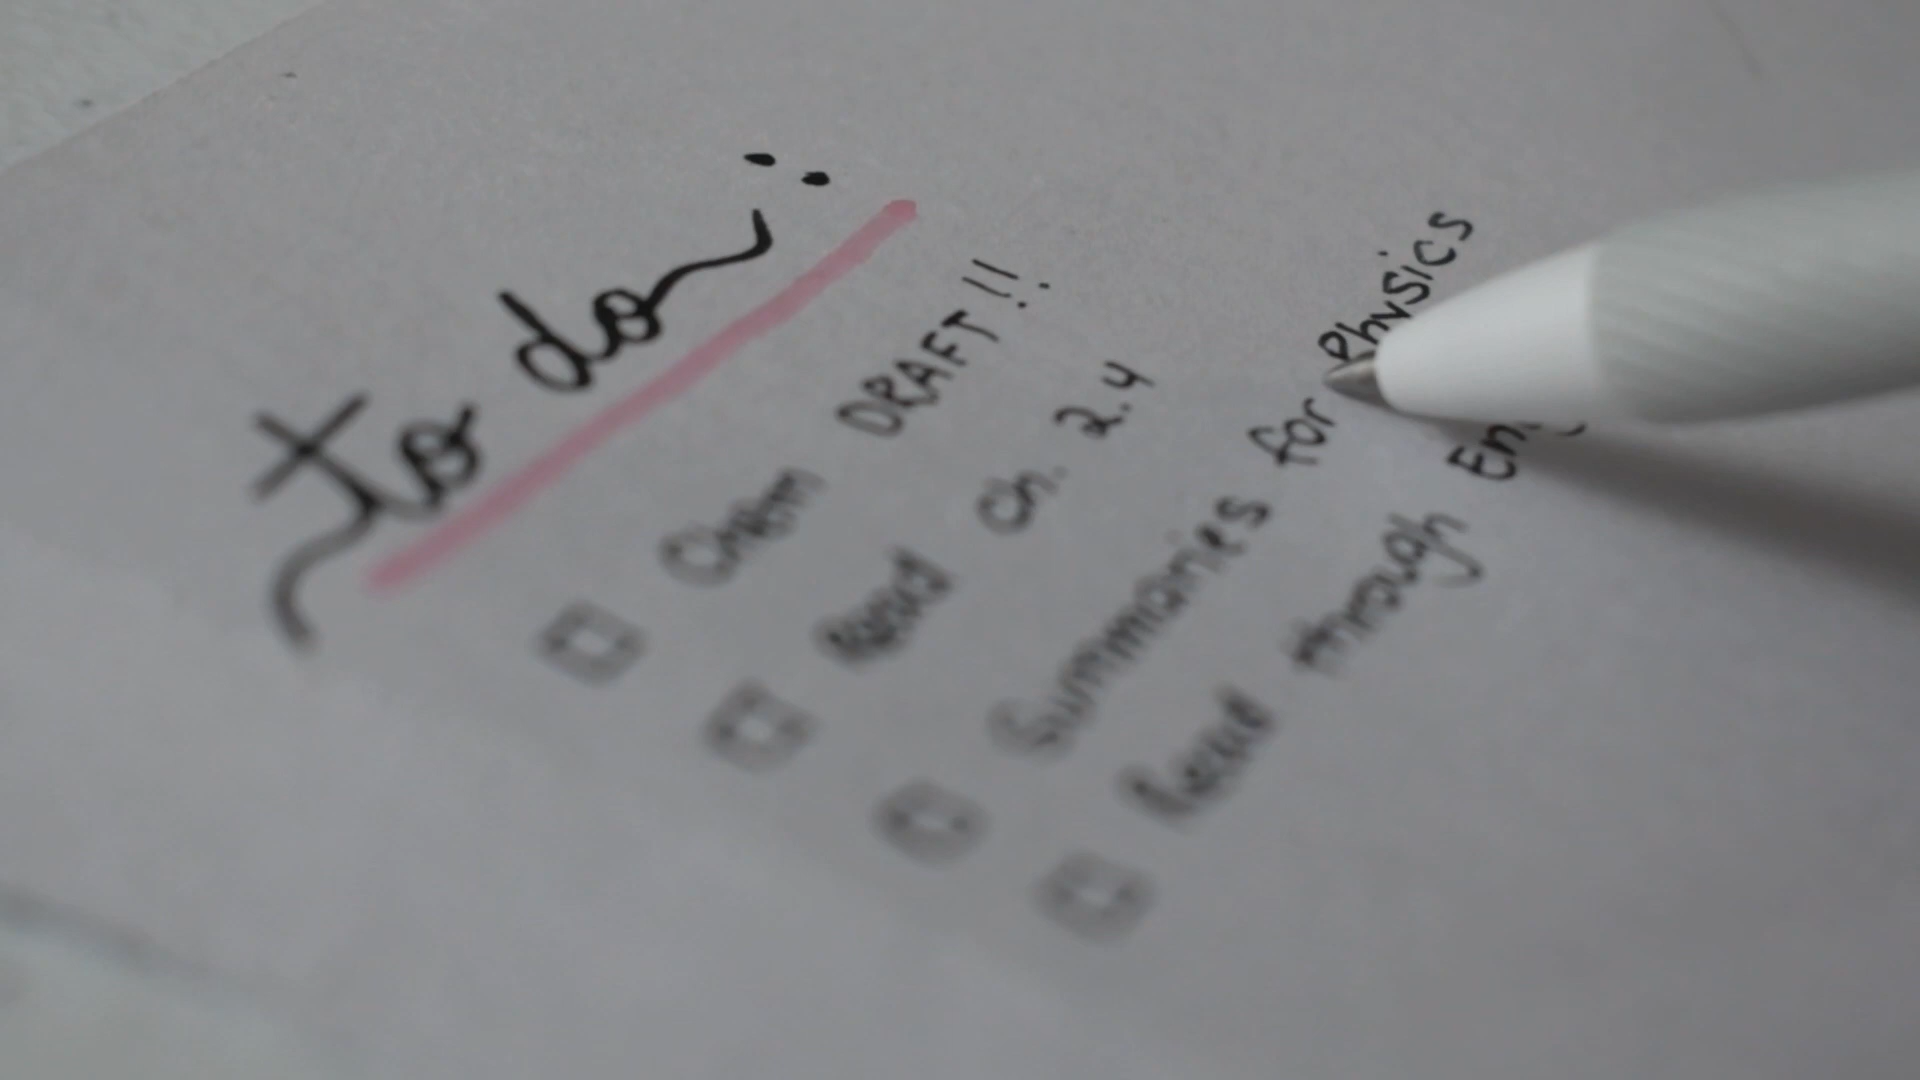 to do:
Chem DRAFT!!
Read Ch. 2.4
Summaries for Physics
Read through